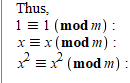 Thus,
1 ≡ 1 (mod m) :
x ≡ x (mod m) :
x² ≡ x² (mod m) :